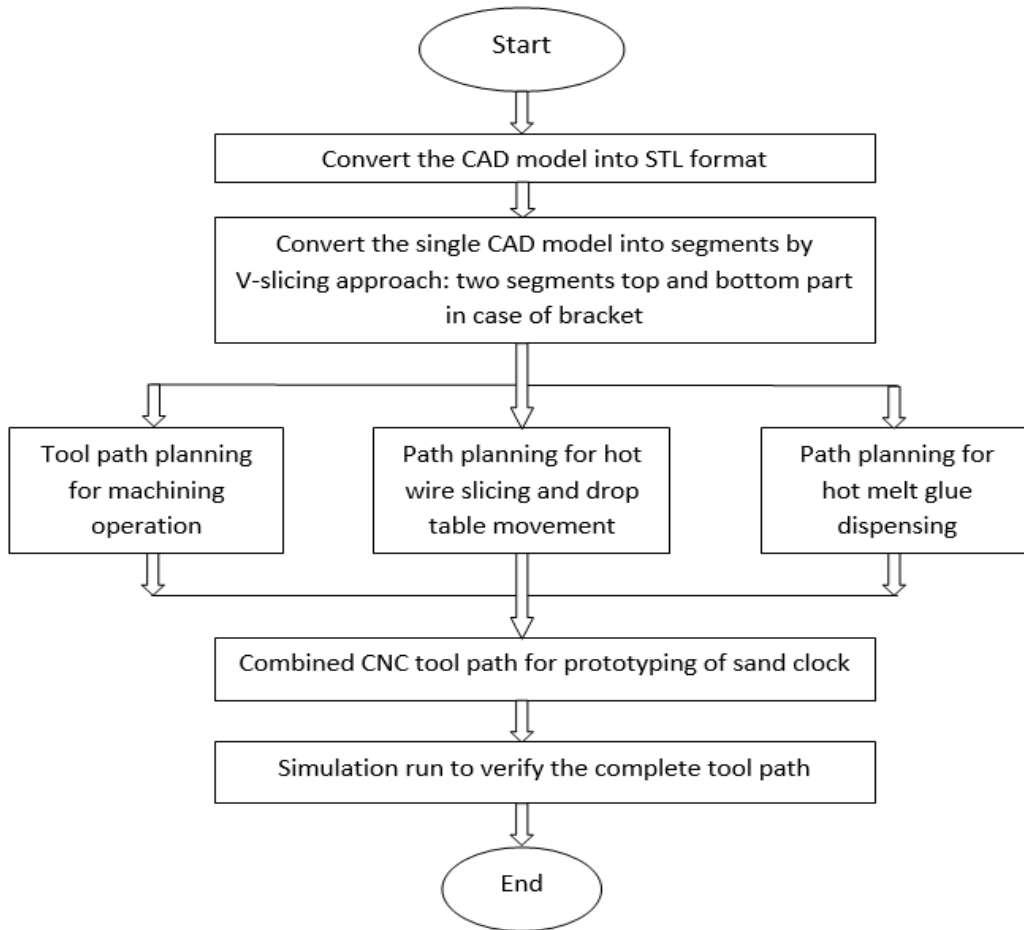 Start
Convert the CAD model into STL format
Convert the single CAD model into segments by
V-slicing approach: two segments top and bottom part
in case of bracket
Tool path planning
for machining
operation
Path planning for hot
wire slicing and drop
table movement
Path planning for
hot melt glue
dispensing
Combined CNC tool path for prototyping of sand clock
Simulation run to verify the complete tool path
End